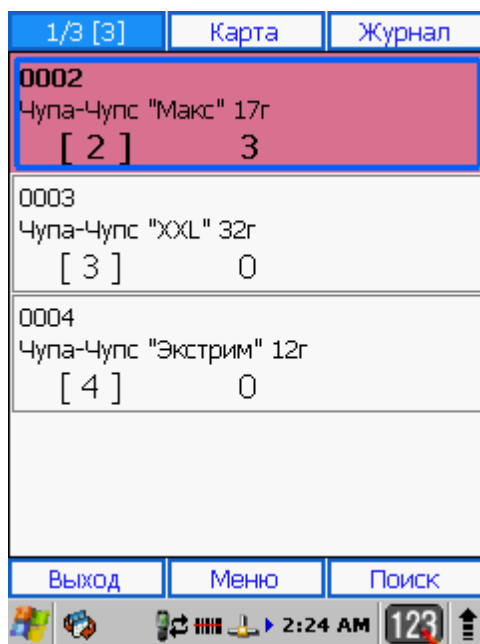 1/3 [3] Карта Журнал
0002
Чупа-Чупс "Макс" 17г
[ 2 ] 3
0003
Чупа-Чупс "XXL" 32г
[ 3 ] 0
0004
Чупа-Чупс "Экстрим" 12г
[ 4 ] 0
Выход Меню Поиск
2:24 AM 123